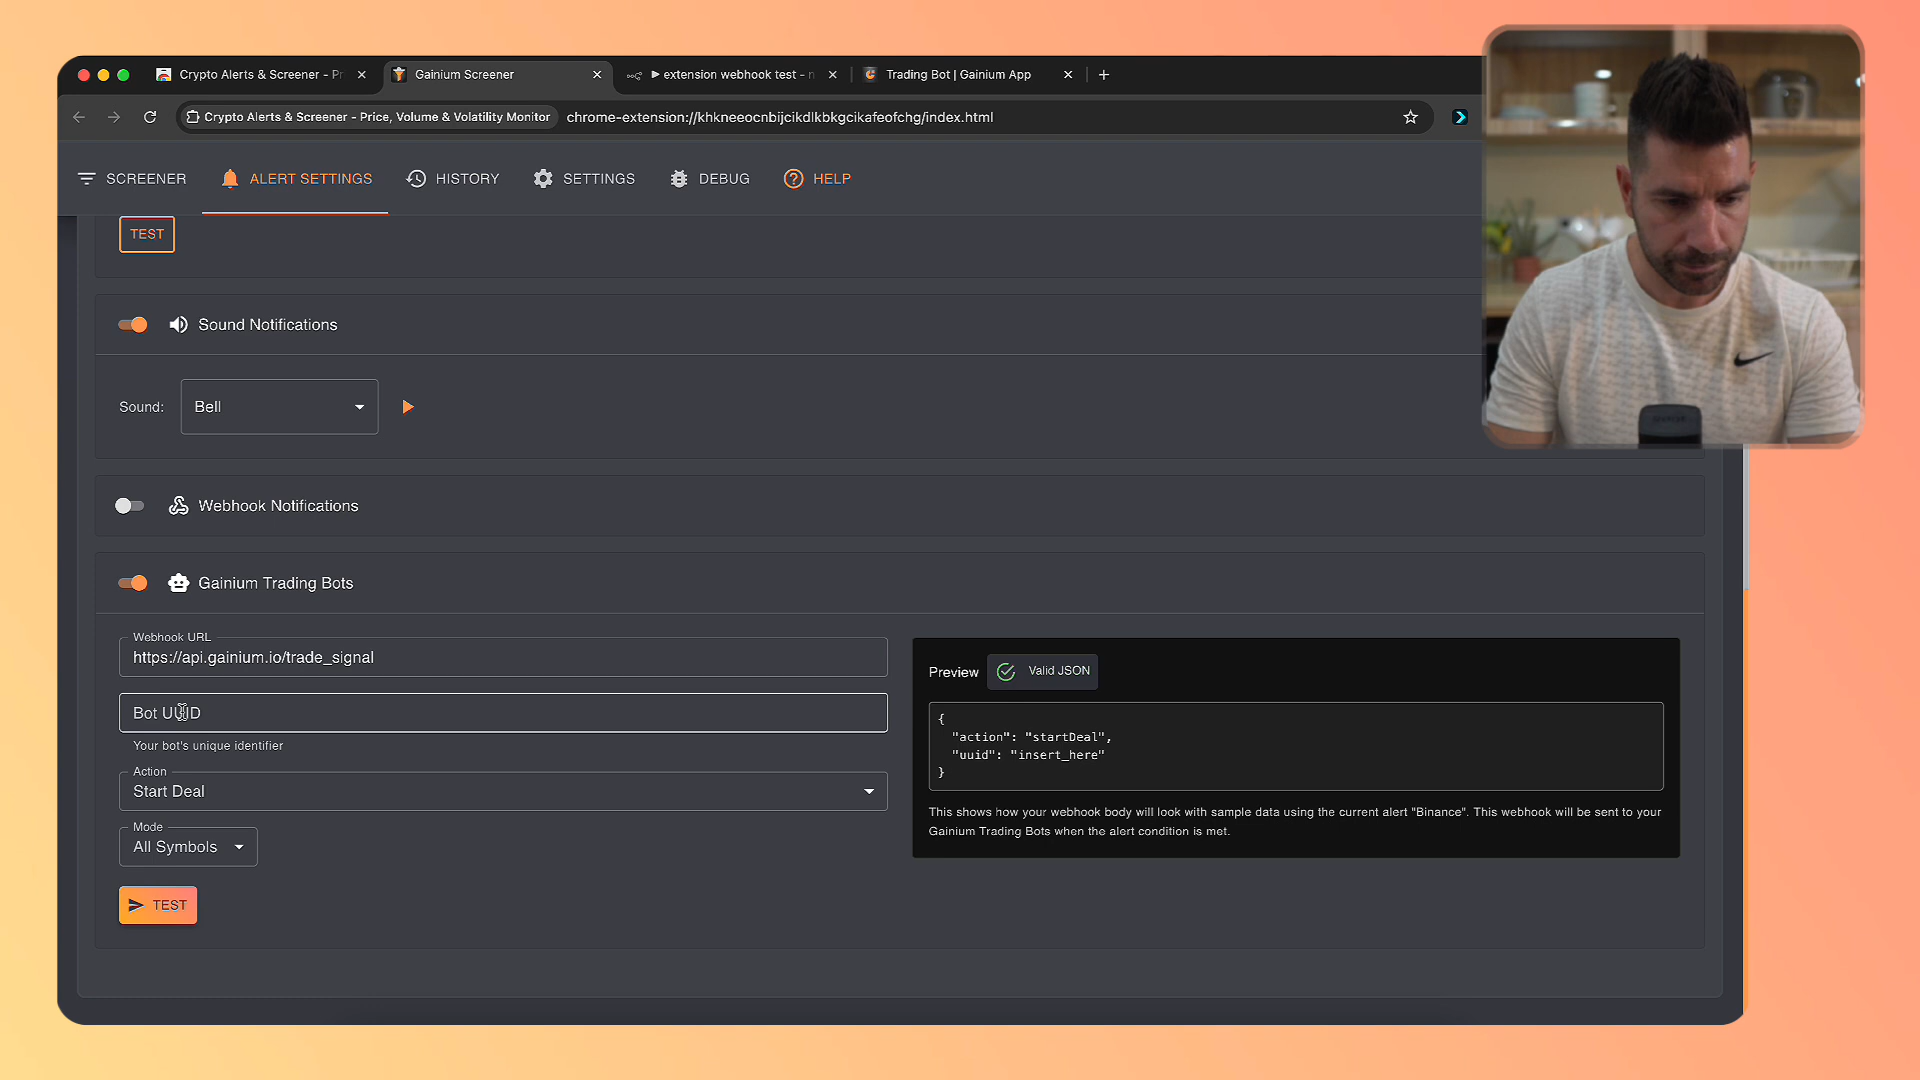 Crypto Alerts & Screener - Pr
Gainium Screener
extension webhook test - n
Trading Bot | Gainium App
Crypto Alerts & Screener - Price, Volume & Volatility Monitor
chrome-extension://khkneeocnbijcikdlkbkgcikafeofchg/index.html
SCREENER
ALERT SETTINGS
HISTORY
SETTINGS
DEBUG
HELP
TEST
Sound Notifications
Sound:
Bell
Webhook Notifications
Gainium Trading Bots
Webhook URL
https://api.gainium.io/trade_signal
Bot UUID
Your bot's unique identifier
Action
Start Deal
Mode
All Symbols
TEST
Preview
Valid JSON
{
"action": "startDeal",
"uuid": "insert_here"
}
This shows how your webhook body will look with sample data using the current alert "Binance". This webhook will be sent to your
Gainium Trading Bots when the alert condition is met.